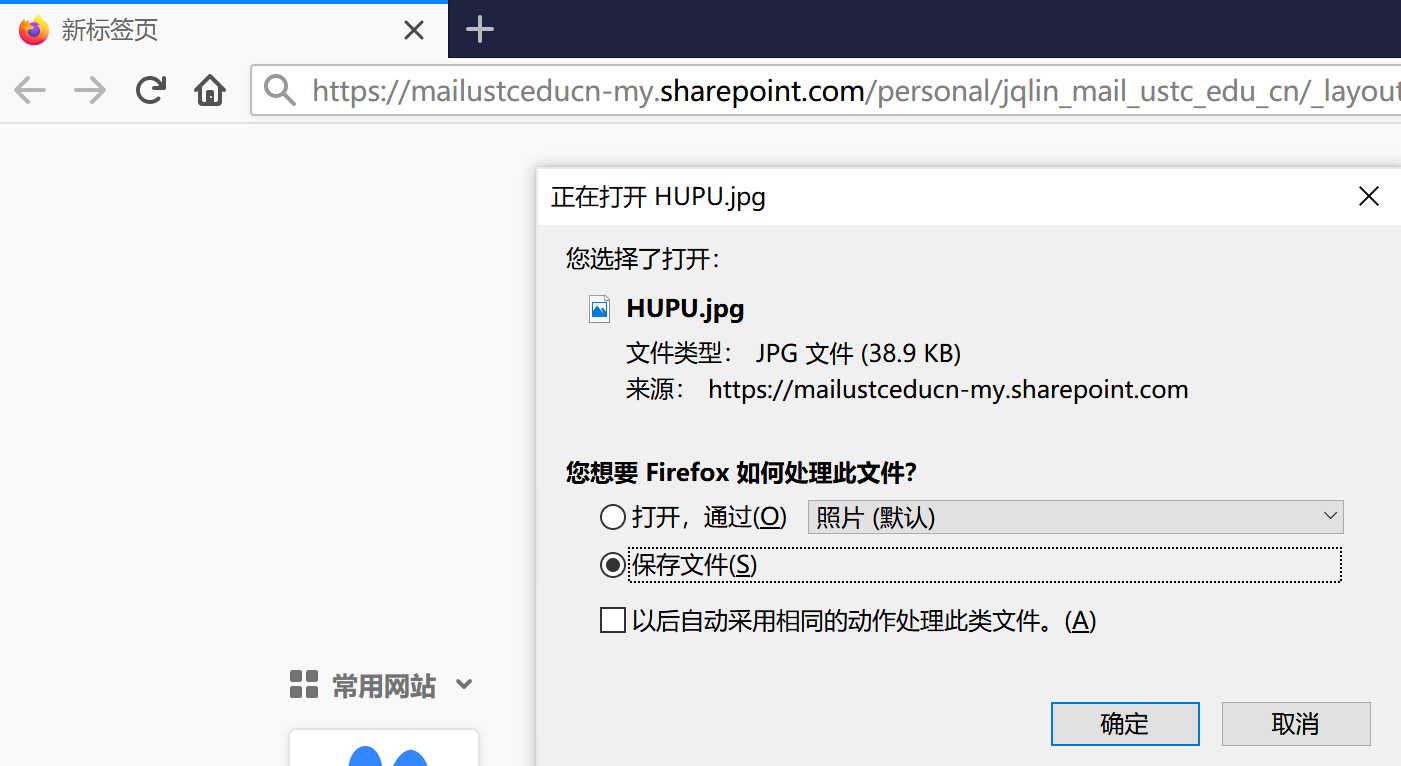 新标签页
https://mailustceducn-my.sharepoint.com/personal/jqlin_mail_ustc_edu_cn/_layout
正在打开 HUPU.jpg
您选择了打开：
HUPU.jpg
文件类型： JPG 文件 (38.9 KB)
来源： https://mailustceducn-my.sharepoint.com
您想要 Firefox 如何处理此文件？
打开，通过(O) 照片 (默认)
保存文件(S)
以后自动采用相同的动作处理此类文件。(A)
常用网站
确定 取消